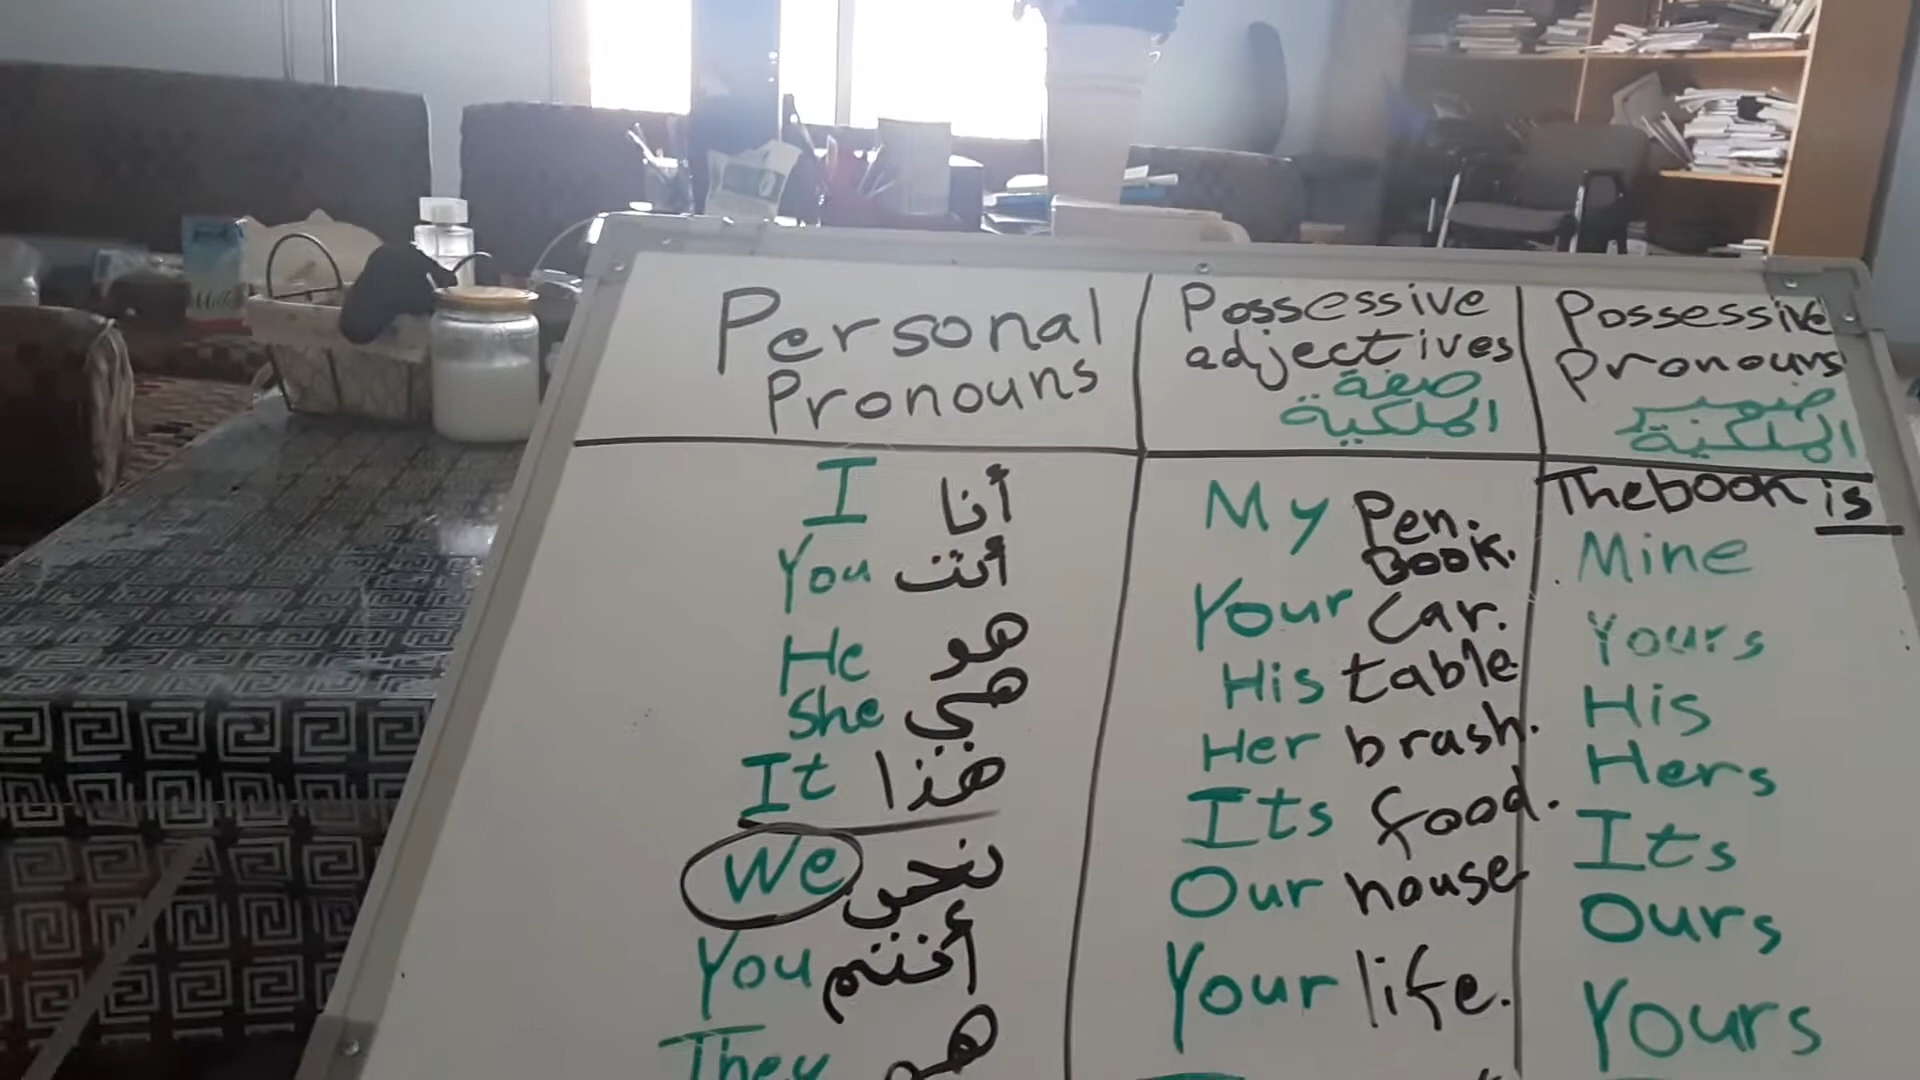 Personal
Pronouns
Possessive
adjectives
صفة
الملكية
Possessive
Pronouns
ضمير
الملكية
I أنا
You أنت
He هو
She هي
It هذا
We نحن
You أنتم
They
My Pen.
Book.
Your Car.
His table
Her brash.
Its food.
Our house
Your life.
The book is
Mine
Yours
His
Hers
Its
Ours
Yours
Milk